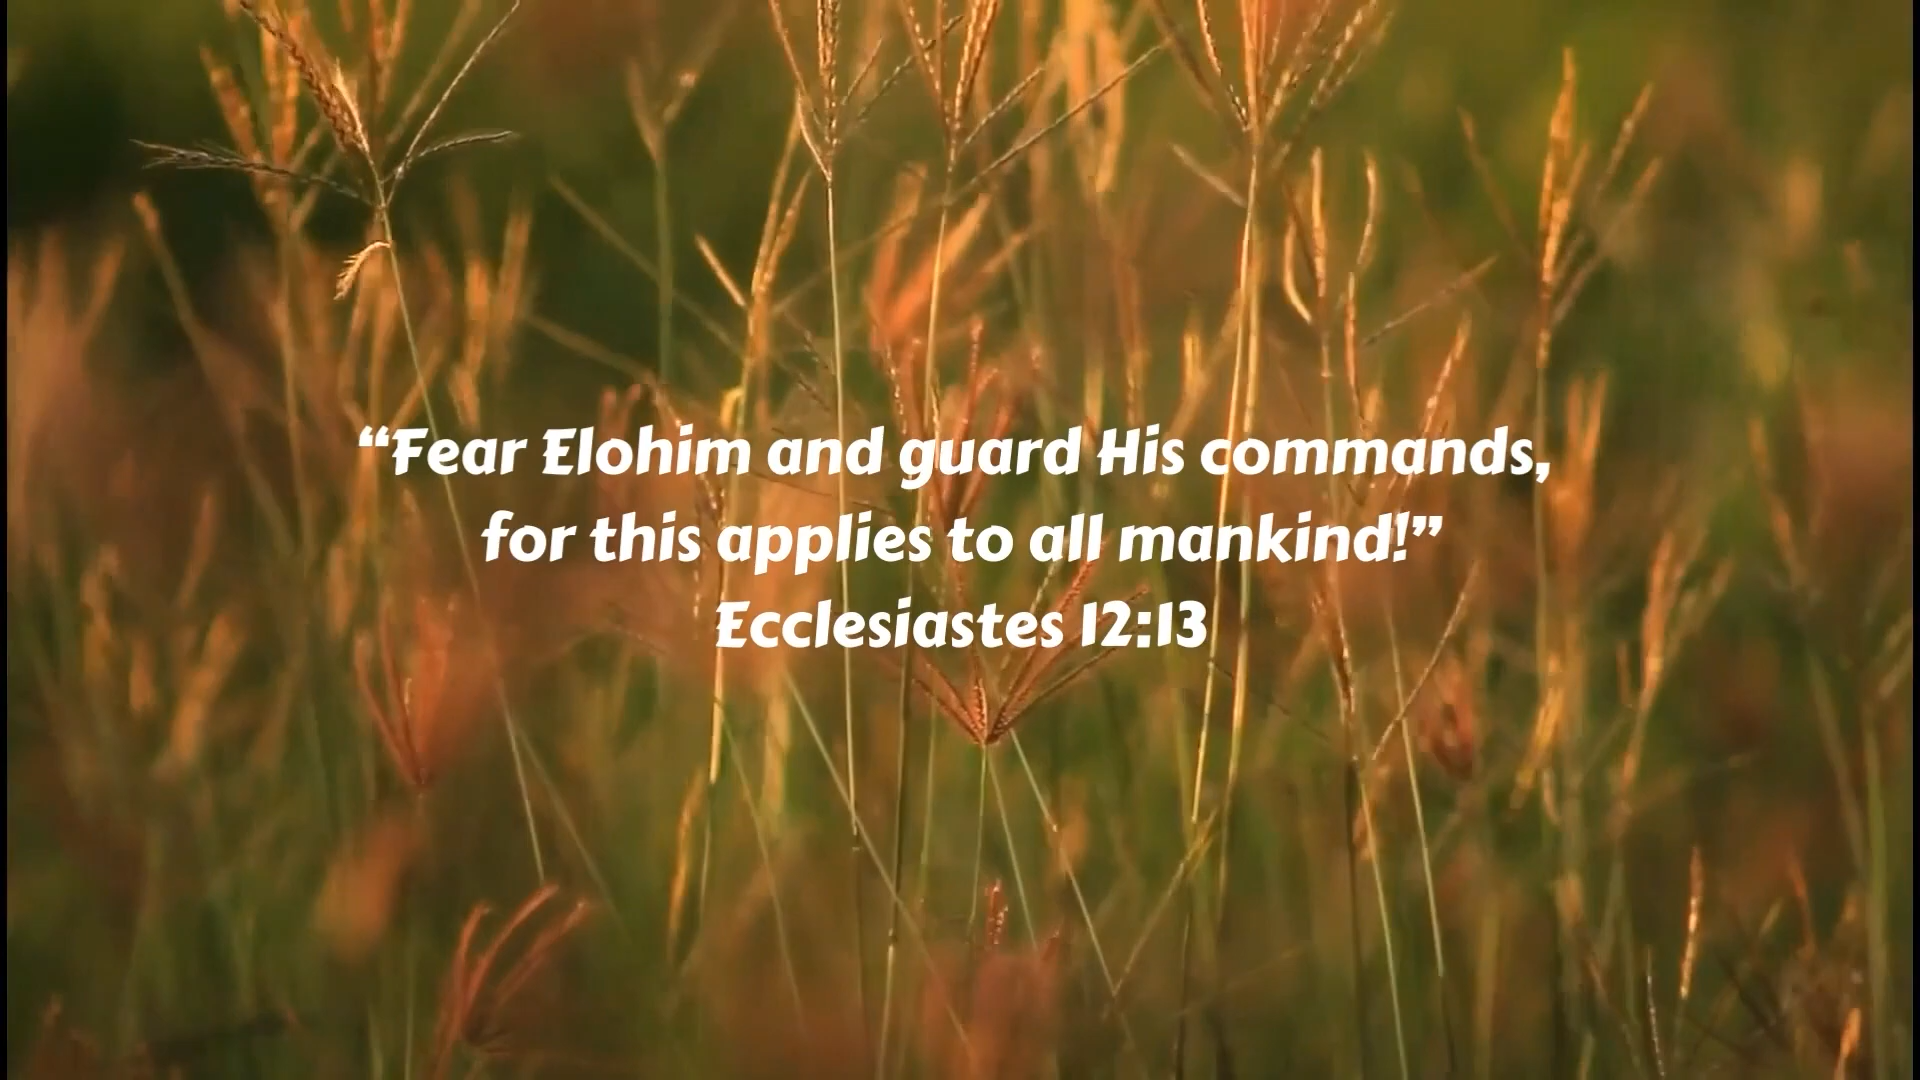 “Fear Elohim and guard His commands,
for this applies to all mankind!”
Ecclesiastes 12:13